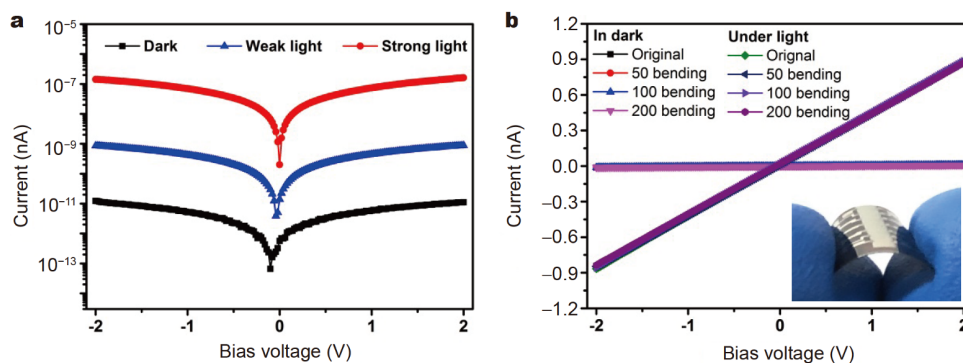 a
Dark Weak light Strong light
Current (nA)
10⁻⁵
10⁻⁷
10⁻⁹
10⁻¹¹
10⁻¹³
-2 -1 0 1 2
Bias voltage (V)
b
In dark Under light
Original Orignal
50 bending 50 bending
100 bending 100 bending
200 bending 200 bending
Current (nA)
1.2
0.9
0.6
0.3
0.0
−0.3
−0.6
−0.9
−1.2
-2 -1 0 1 2
Bias voltage (V)